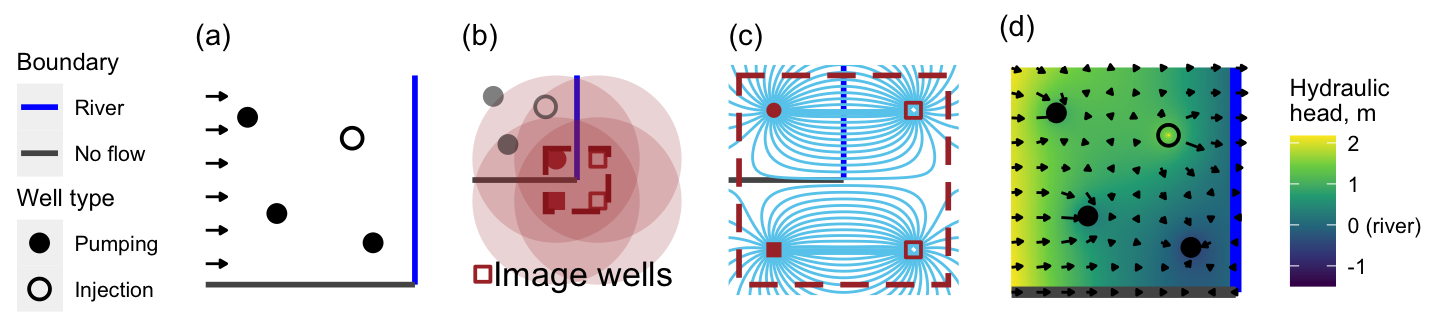 Boundary
River
No flow
Well type
Pumping
Injection
(a)
(b)
Image wells
(c)
(d)
Hydraulic
head, m
2
1
0 (river)
-1